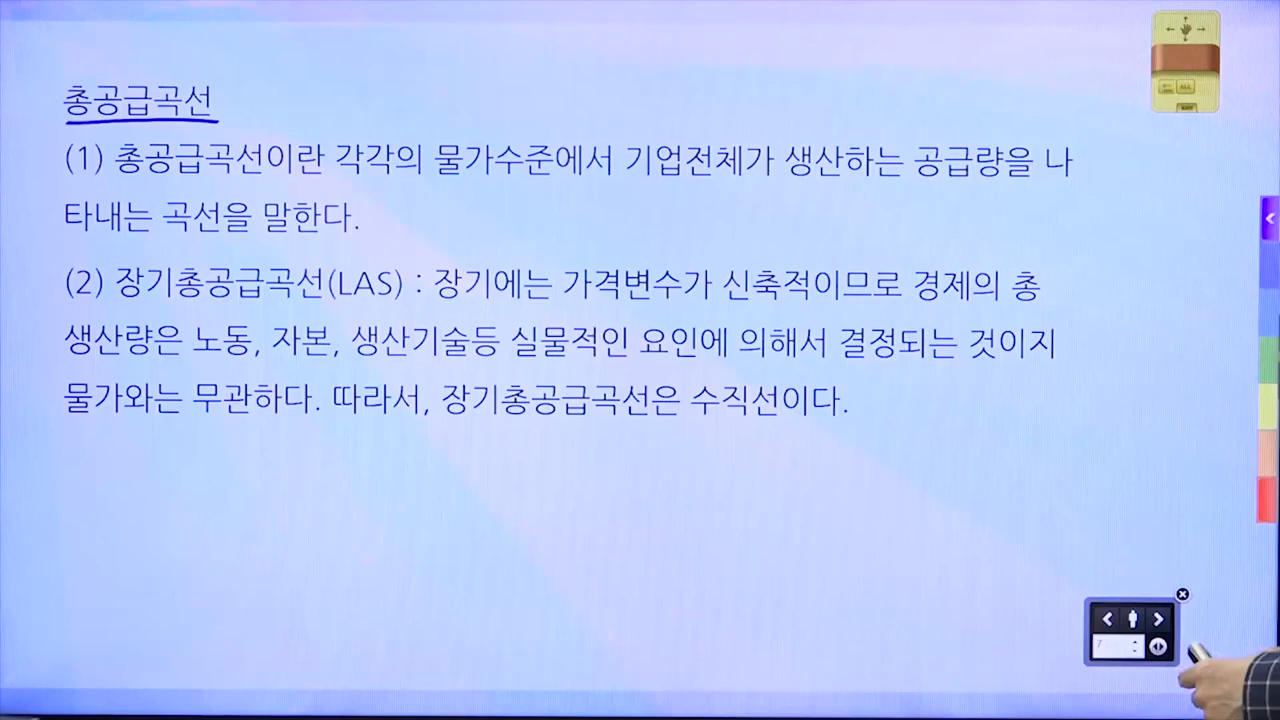 총공급곡선
(1) 총공급곡선이란 각각의 물가수준에서 기업전체가 생산하는 공급량을 나
타내는 곡선을 말한다.
(2) 장기총공급곡선(LAS) : 장기에는 가격변수가 신축적이므로 경제의 총
생산량은 노동, 자본, 생산기술등 실물적인 요인에 의해서 결정되는 것이지
물가와는 무관하다. 따라서, 장기총공급곡선은 수직선이다.
ALL
7